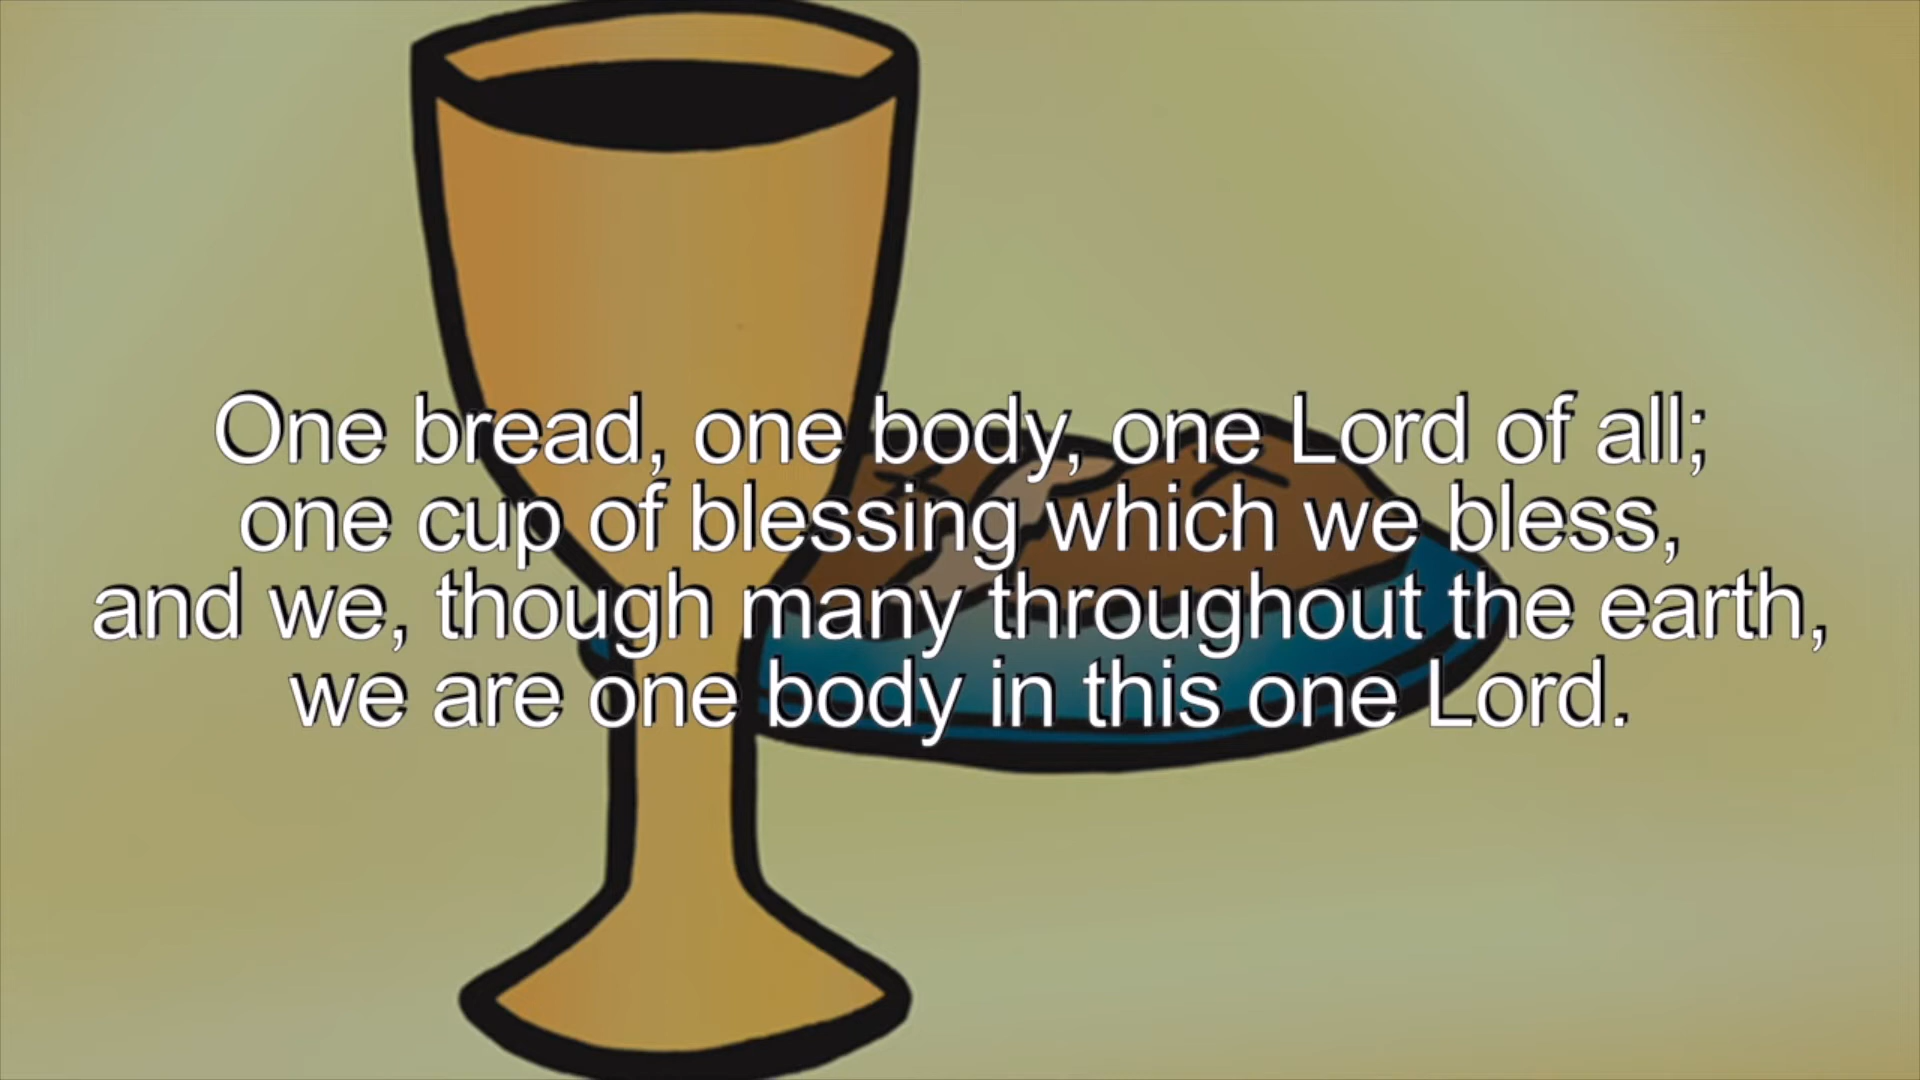 One bread, one body, one Lord of all;
one cup of blessing which we bless,
and we, though many throughout the earth,
we are one body in this one Lord.